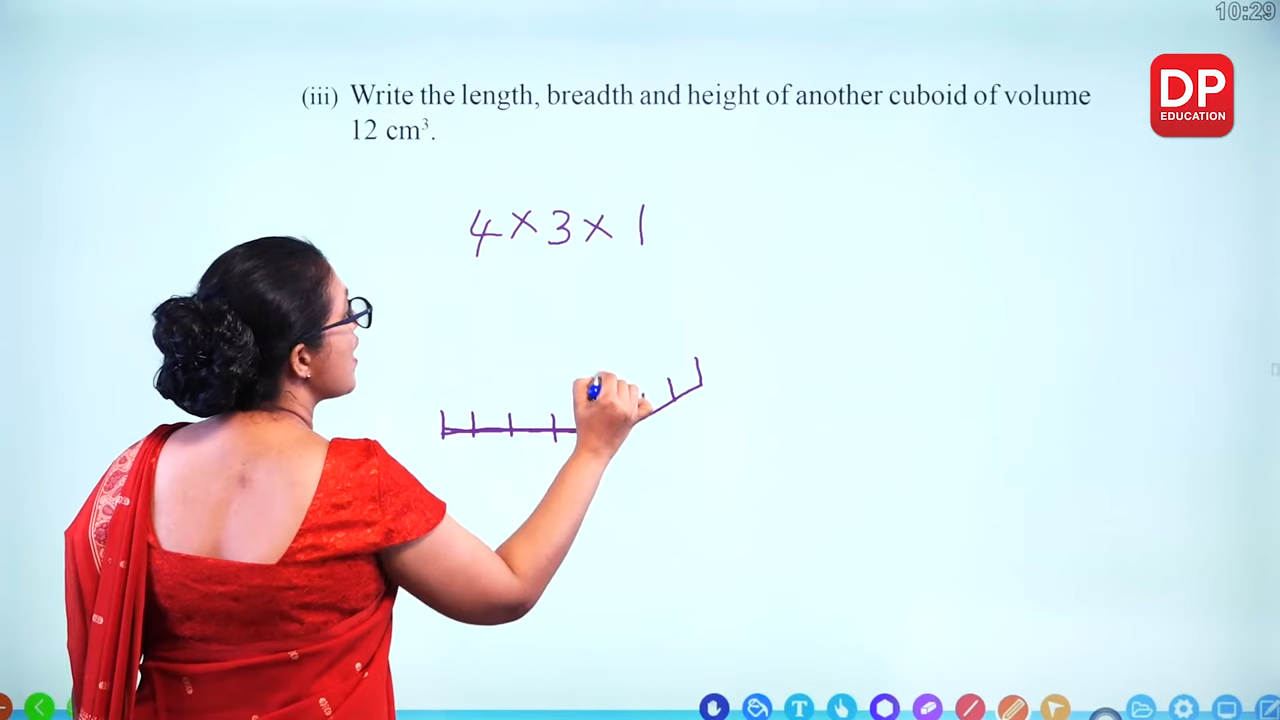 10:29
(iii) Write the length, breadth and height of another cuboid of volume
12 cm³.
DP
EDUCATION
4 × 3 × 1